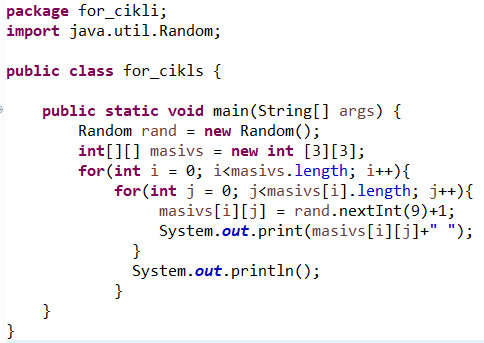 package for_cikli;
import java.util.Random;
public class for_cikls {
public static void main(String[] args) {
Random rand = new Random();
int[][] masivs = new int [3][3];
for(int i = 0; i<masivs.length; i++){
for(int j = 0; j<masivs[i].length; j++){
masivs[i][j] = rand.nextInt(9)+1;
System.out.print(masivs[i][j]+" ");
}
System.out.println();
}
}
}